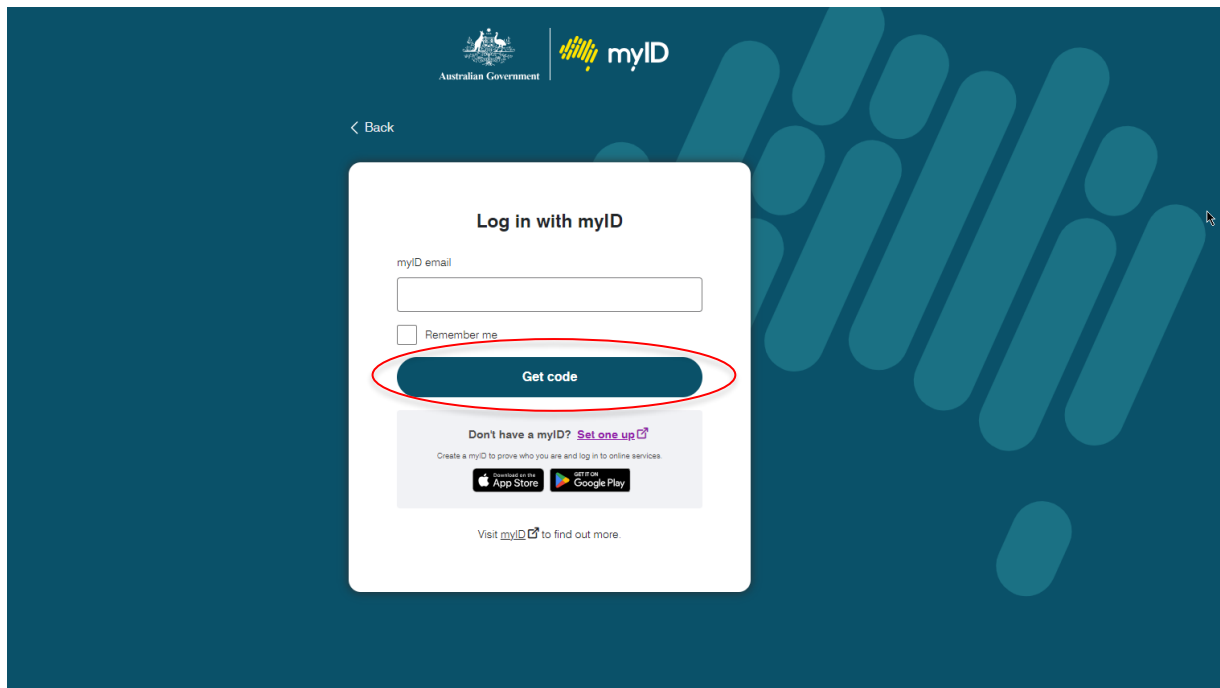 Australian Government
myID
Back
Log in with myID
myID email
Remember me
Get code
Don't have a myID? Set one up
Create a myID to prove who you are and log in to online services.
Download on the
App Store
GET IT ON
Google Play
Visit myID to find out more.